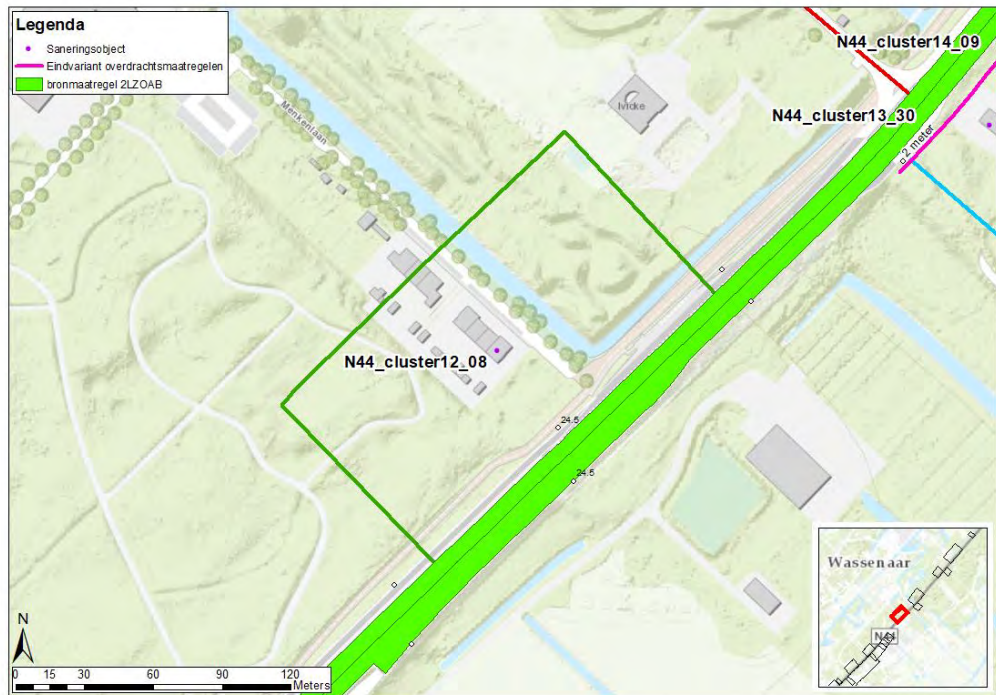 Legenda
Saneringsobject
Eindvariant overdrachtsmaatregelen
bronmaatregel 2LZOAB
N44_cluster14_09
Menkenlaan
Ivicke
N44_cluster13_30
2 meter
N44_cluster12_08
24.5
24.5
Wassenaar
N44
N
0 15 30 60 90 120
Meters